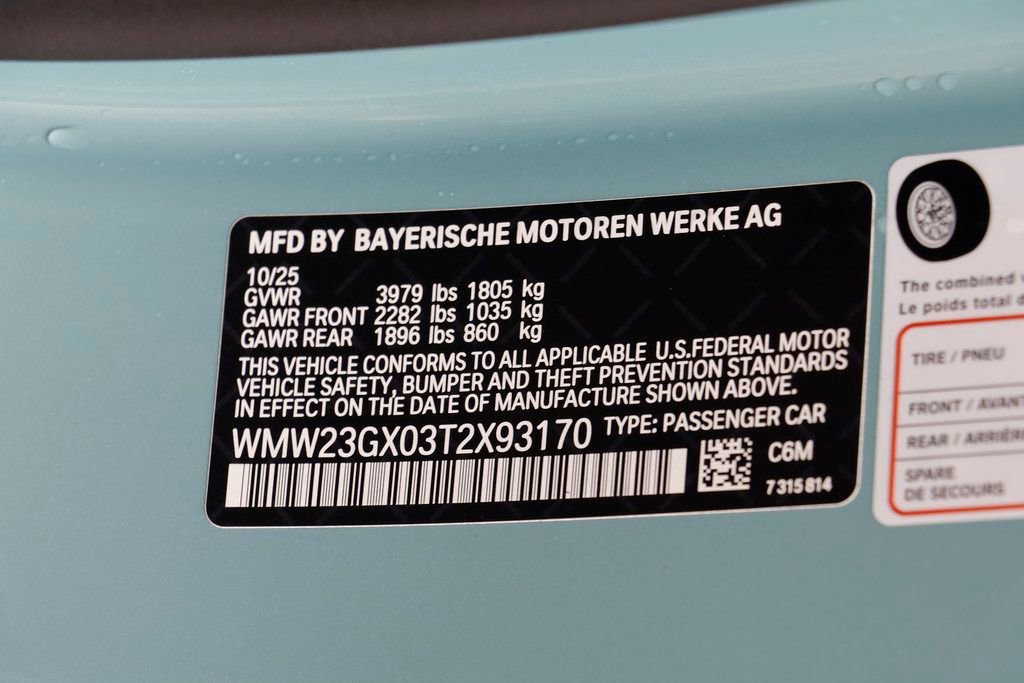 MFD BY BAYERISCHE MOTOREN WERKE AG
10/25
GVWR 3979 lbs 1805 kg
GAWR FRONT 2282 lbs 1035 kg
GAWR REAR 1896 lbs 860 kg
THIS VEHICLE CONFORMS TO ALL APPLICABLE U.S.FEDERAL MOTOR
VEHICLE SAFETY, BUMPER AND THEFT PREVENTION STANDARDS
IN EFFECT ON THE DATE OF MANUFACTURE SHOWN ABOVE.
WMW23GX03T2X93170 TYPE: PASSENGER CAR
C6M
7315814
The combined
Le poids total d
TIRE / PNEU
FRONT / AVANT
REAR / ARRIÈRE
SPARE
DE SECOURS